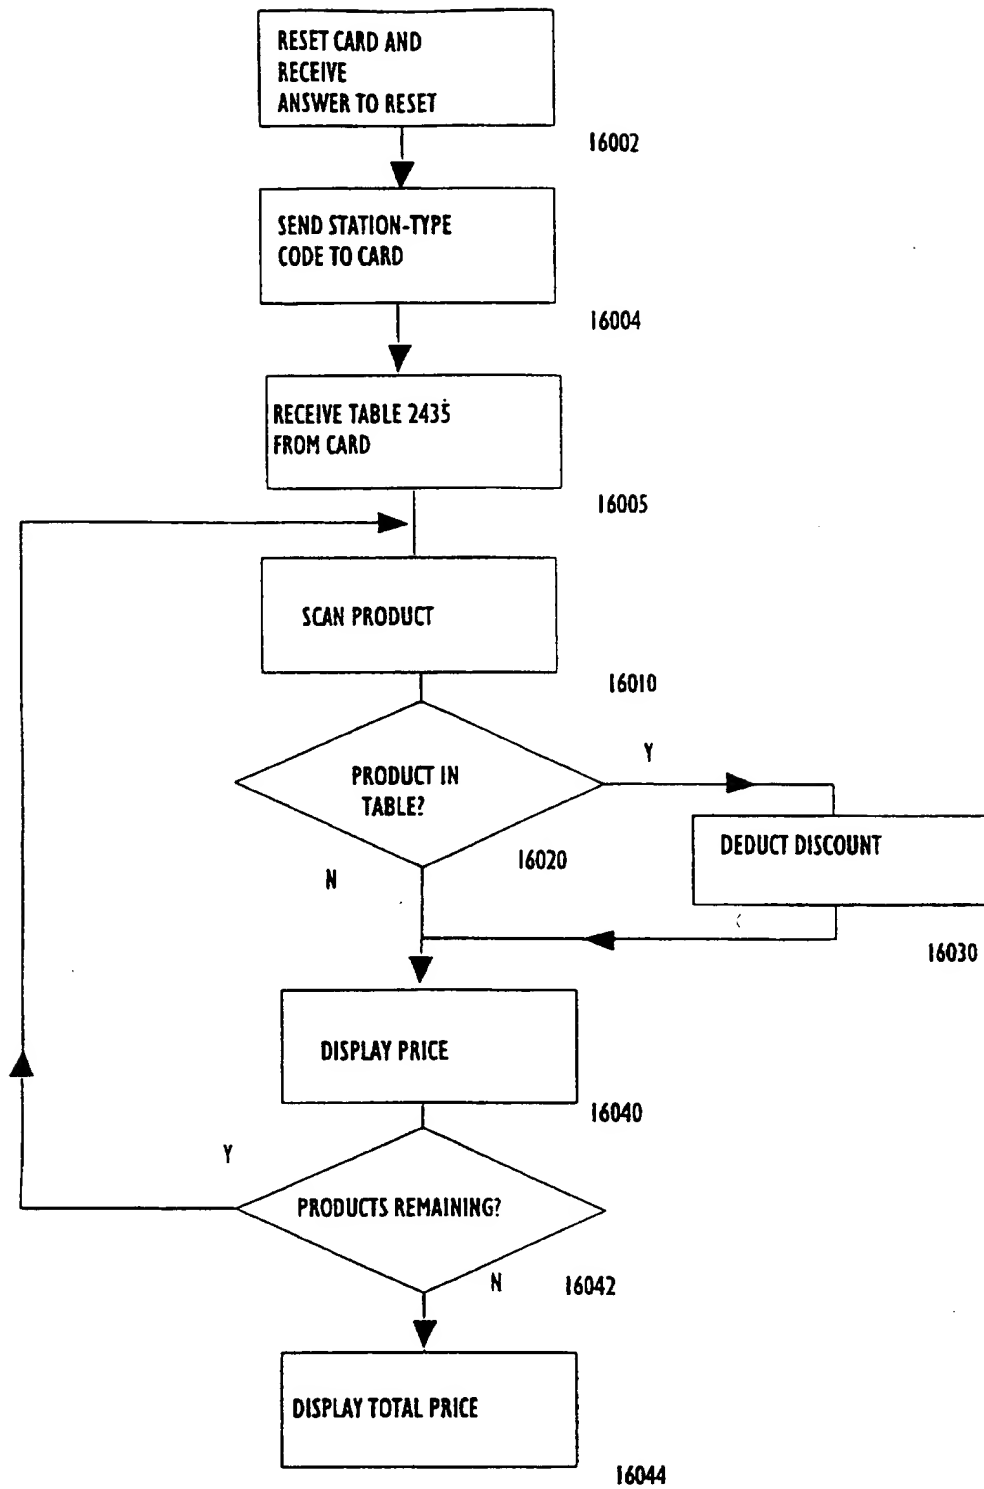 RESET CARD AND
RECEIVE
ANSWER TO RESET
16002
SEND STATION-TYPE
CODE TO CARD
16004
RECEIVE TABLE 2435
FROM CARD
16005
SCAN PRODUCT
16010
PRODUCT IN
TABLE?
Y
16020
N
DEDUCT DISCOUNT
16030
DISPLAY PRICE
16040
Y
PRODUCTS REMAINING?
N
16042
DISPLAY TOTAL PRICE
16044